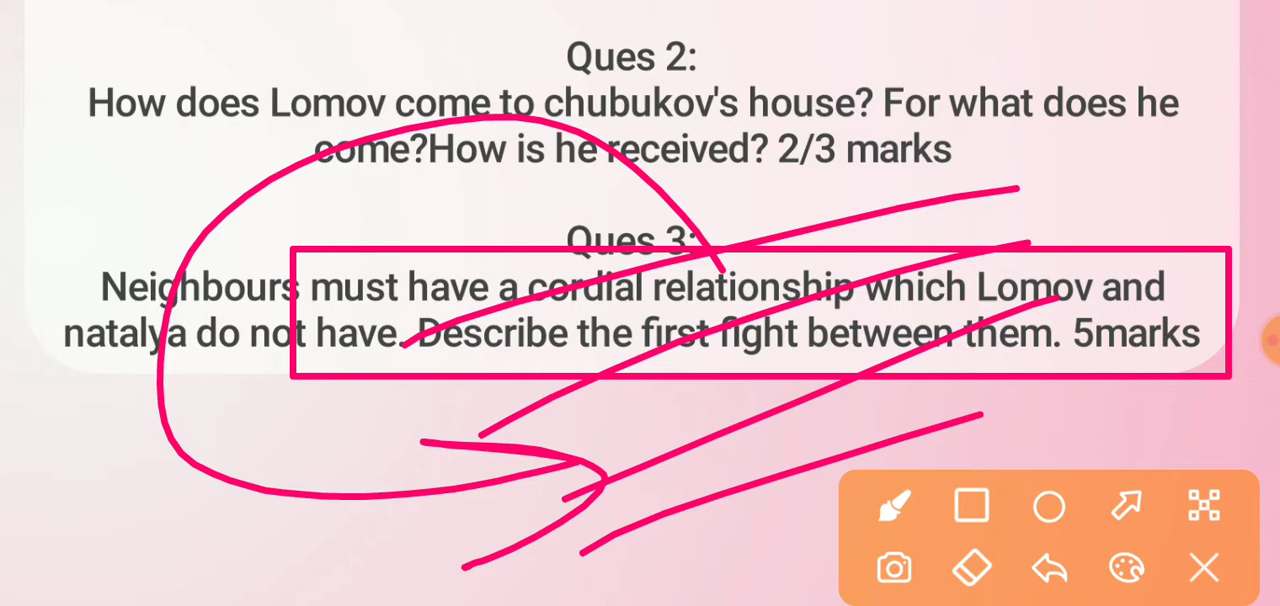 Ques 2:
How does Lomov come to chubukov's house? For what does he
come?How is he received? 2/3 marks
Ques 3:
Neighbours must have a cordial relationship which Lomov and
natalya do not have. Describe the first fight between them. 5marks